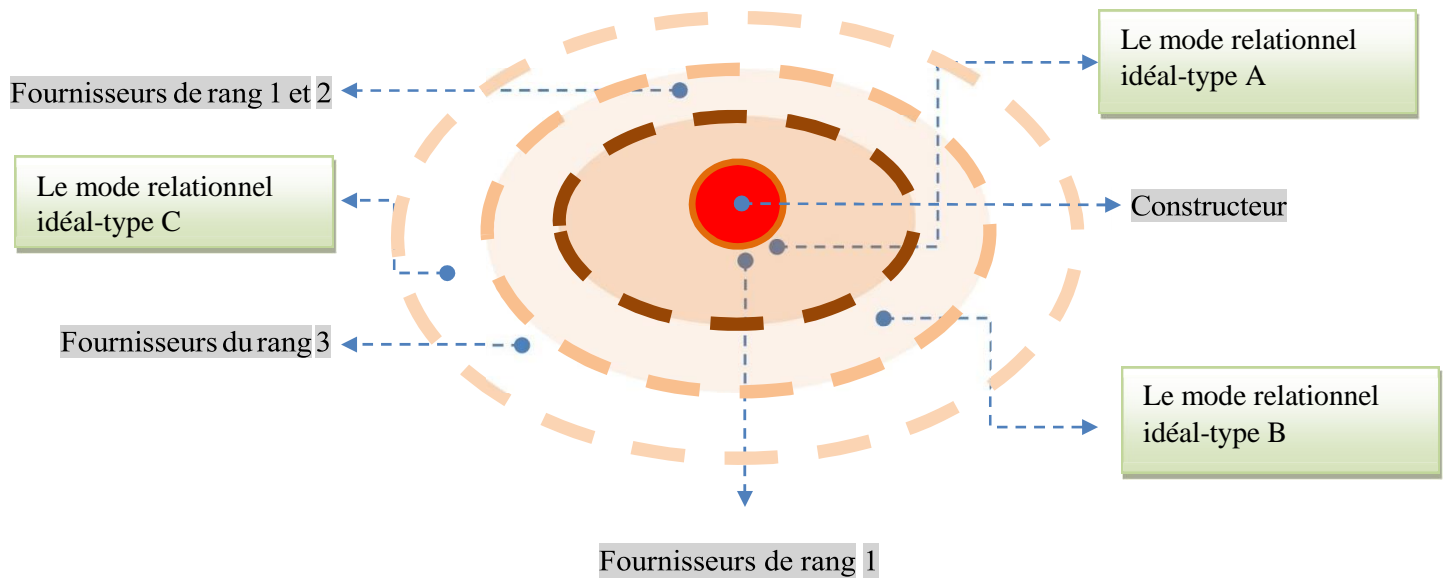 Le mode relationnel
idéal-type A
Fournisseurs de rang 1 et 2
Le mode relationnel
idéal-type C
Constructeur
Fournisseurs du rang 3
Le mode relationnel
idéal-type B
Fournisseurs de rang 1